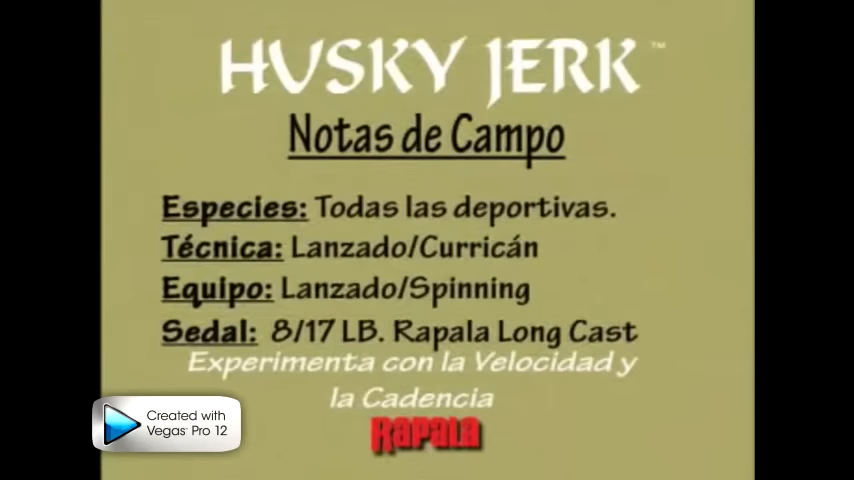 HUSKY JERK™
Notas de Campo
Especies: Todas las deportivas.
Técnica: Lanzado/Curricán
Equipo: Lanzado/Spinning
Sedal: 8/17 LB. Rapala Long Cast
Experimenta con la Velocidad y
la Cadencia
RAPALA
Created with
Vegas™ Pro 12